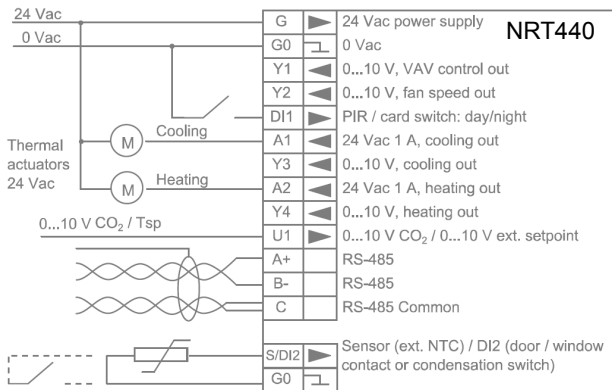 24 Vac
0 Vac
NRT440
G 24 Vac power supply
G0 0 Vac
Y1 0...10 V, VAV control out
Y2 0...10 V, fan speed out
DI1 PIR / card switch: day/night
Cooling
M A1 24 Vac 1 A, cooling out
Thermal
actuators
24 Vac
Y3 0...10 V, cooling out
Heating
M A2 24 Vac 1 A, heating out
Y4 0...10 V, heating out
0...10 V CO₂ / Tsp
U1 0...10 V CO₂ / 0...10 V ext. setpoint
A+ RS-485
B- RS-485
C RS-485 Common
S/DI2 Sensor (ext. NTC) / DI2 (door / window
contact or condensation switch)
G0